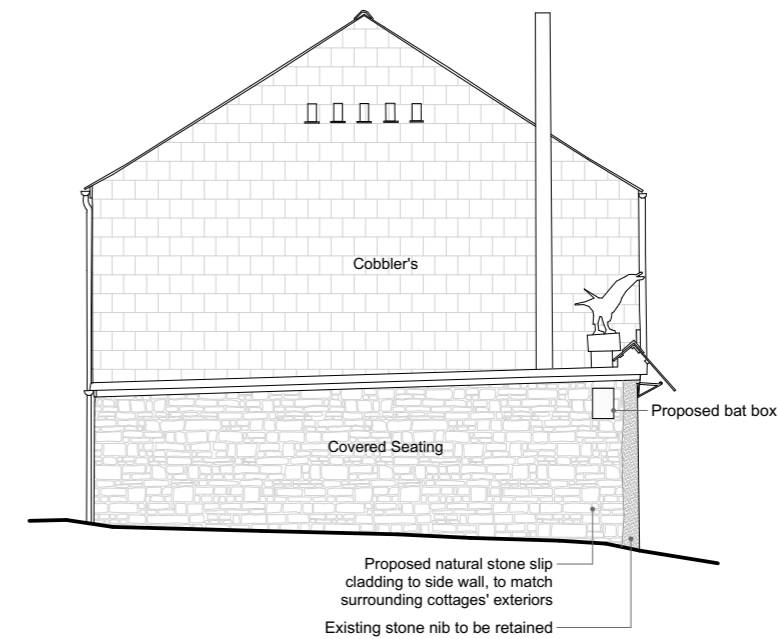 Cobbler's
Proposed bat box
Covered Seating
Proposed natural stone slip
cladding to side wall, to match
surrounding cottages' exteriors
Existing stone nib to be retained